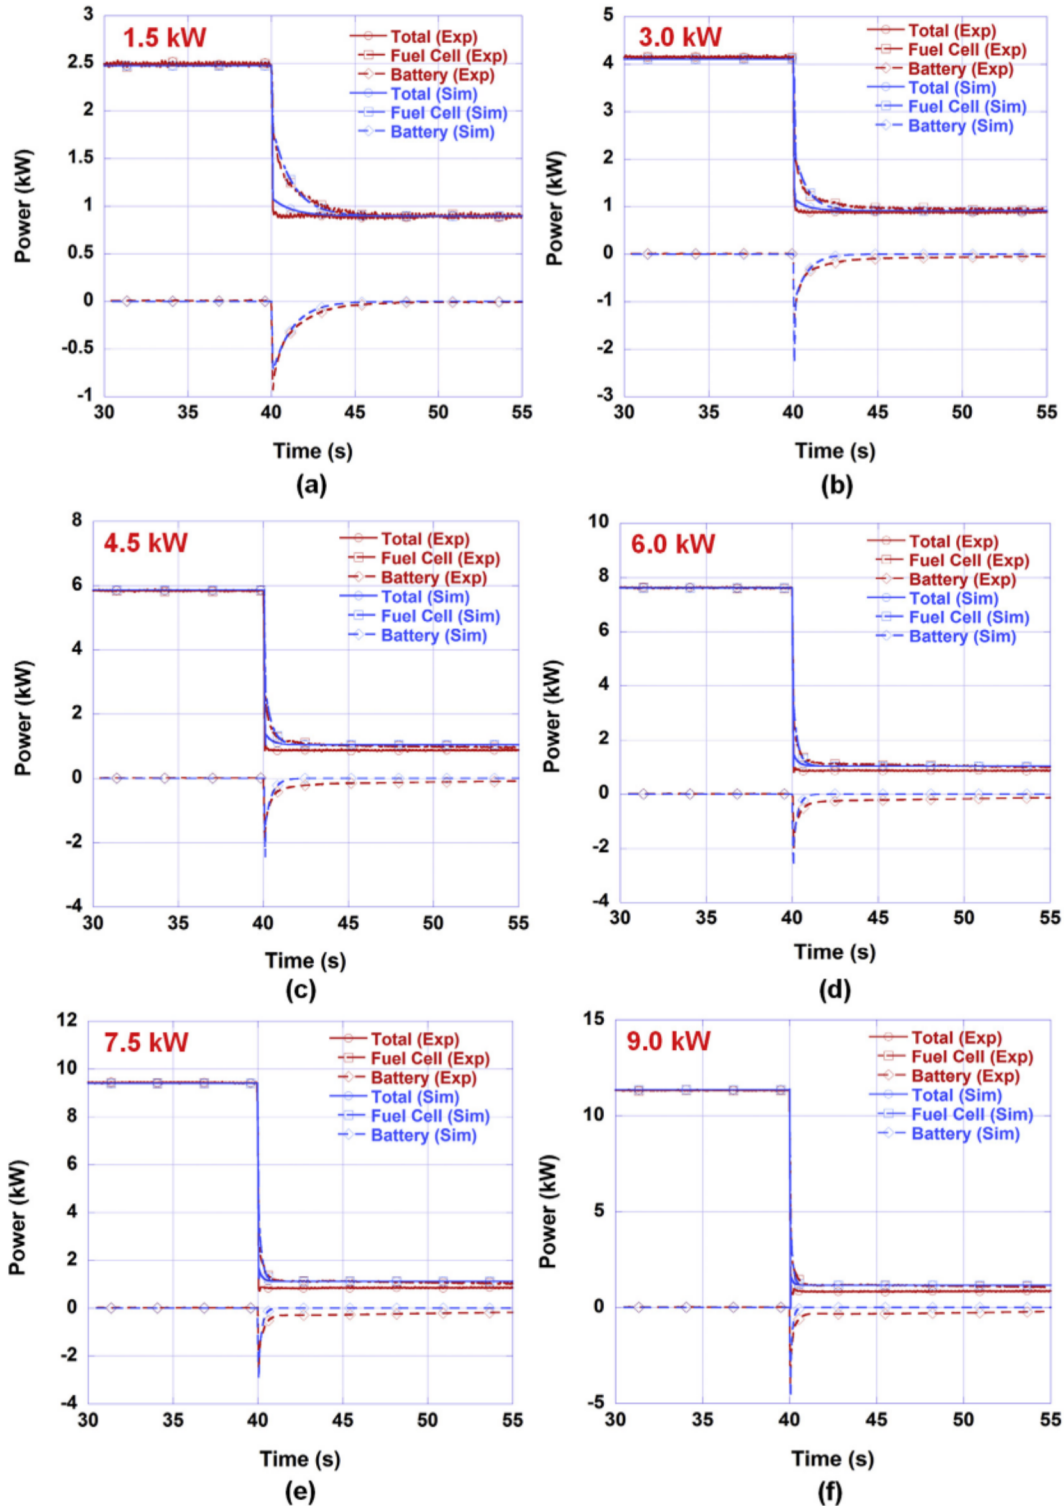 1.5 kW
Total (Exp)
Fuel Cell (Exp)
Battery (Exp)
Total (Sim)
Fuel Cell (Sim)
Battery (Sim)
Power (kW)
3
2.5
2
1.5
1
0.5
0
-0.5
-1
30 35 40 45 50 55
Time (s)
(a)
3.0 kW
Total (Exp)
Fuel Cell (Exp)
Battery (Exp)
Total (Sim)
Fuel Cell (Sim)
Battery (Sim)
Power (kW)
5
4
3
2
1
0
-1
-2
-3
30 35 40 45 50 55
Time (s)
(b)
4.5 kW
Total (Exp)
Fuel Cell (Exp)
Battery (Exp)
Total (Sim)
Fuel Cell (Sim)
Battery (Sim)
Power (kW)
8
6
4
2
0
-2
-4
30 35 40 45 50 55
Time (s)
(c)
6.0 kW
Total (Exp)
Fuel Cell (Exp)
Battery (Exp)
Total (Sim)
Fuel Cell (Sim)
Battery (Sim)
Power (kW)
10
8
6
4
2
0
-2
-4
30 35 40 45 50 55
Time (s)
(d)
7.5 kW
Total (Exp)
Fuel Cell (Exp)
Battery (Exp)
Total (Sim)
Fuel Cell (Sim)
Battery (Sim)
Power (kW)
12
10
8
6
4
2
0
-2
-4
30 35 40 45 50 55
Time (s)
(e)
9.0 kW
Total (Exp)
Fuel Cell (Exp)
Battery (Exp)
Total (Sim)
Fuel Cell (Sim)
Battery (Sim)
Power (kW)
15
10
5
0
-5
30 35 40 45 50 55
Time (s)
(f)